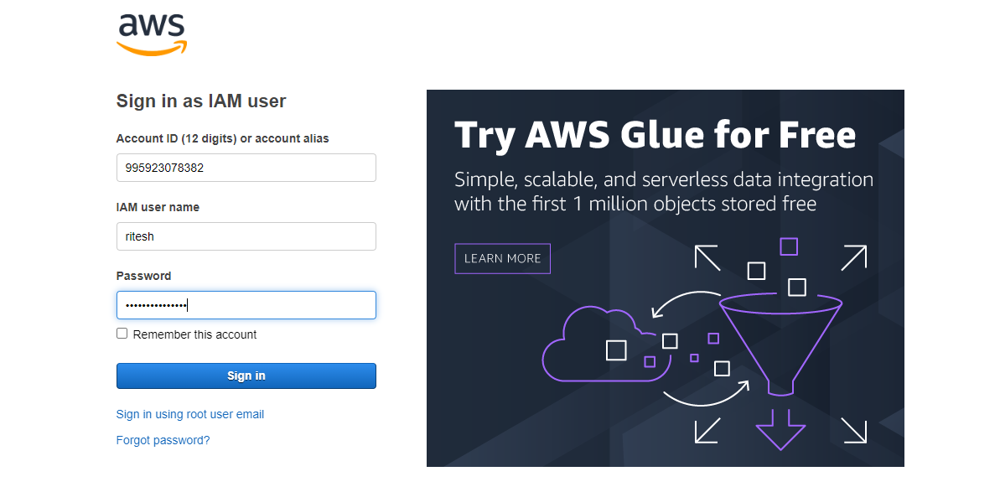 aws
Sign in as IAM user
Account ID (12 digits) or account alias
995923078382
IAM user name
ritesh
Password
•••••••••••••••
Remember this account
Sign in
Sign in using root user email
Forgot password?
Try AWS Glue for Free
Simple, scalable, and serverless data integration
with the first 1 million objects stored free
LEARN MORE